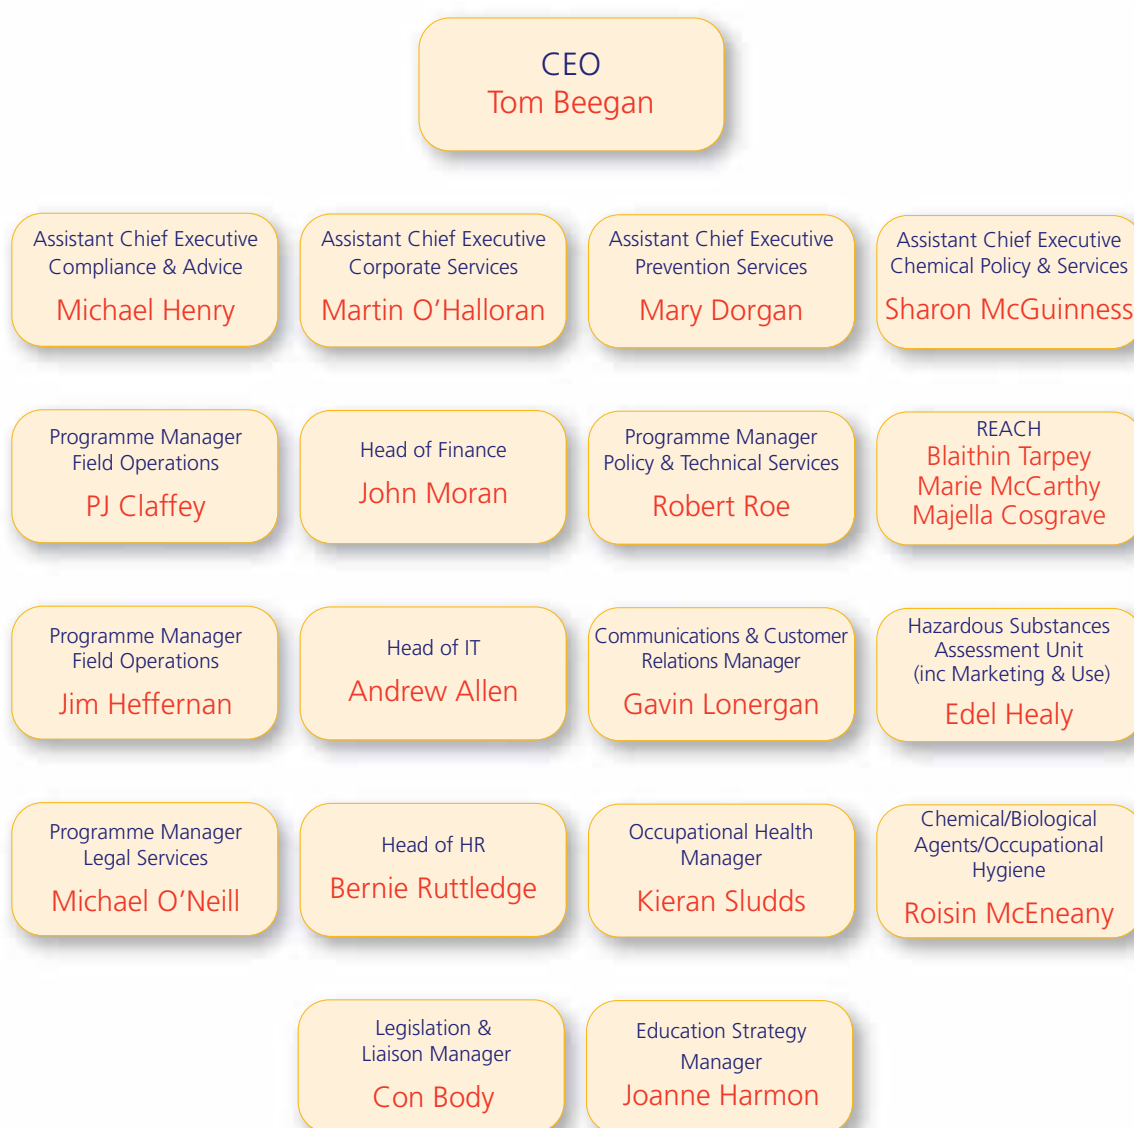 CEO
Tom Beegan
Assistant Chief Executive
Compliance & Advice
Michael Henry
Assistant Chief Executive
Corporate Services
Martin O’Halloran
Assistant Chief Executive
Prevention Services
Mary Dorgan
Assistant Chief Executive
Chemical Policy & Services
Sharon McGuinness
Programme Manager
Field Operations
PJ Claffey
Head of Finance
John Moran
Programme Manager
Policy & Technical Services
Robert Roe
REACH
Blaithin Tarpey
Marie McCarthy
Majella Cosgrave
Programme Manager
Field Operations
Jim Heffernan
Head of IT
Andrew Allen
Communications & Customer
Relations Manager
Gavin Lonergan
Hazardous Substances
Assessment Unit
(inc Marketing & Use)
Edel Healy
Programme Manager
Legal Services
Michael O’Neill
Head of HR
Bernie Ruttledge
Occupational Health
Manager
Kieran Sludds
Chemical/Biological
Agents/Occupational
Hygiene
Roisin McEneany
Legislation &
Liaison Manager
Con Body
Education Strategy
Manager
Joanne Harmon